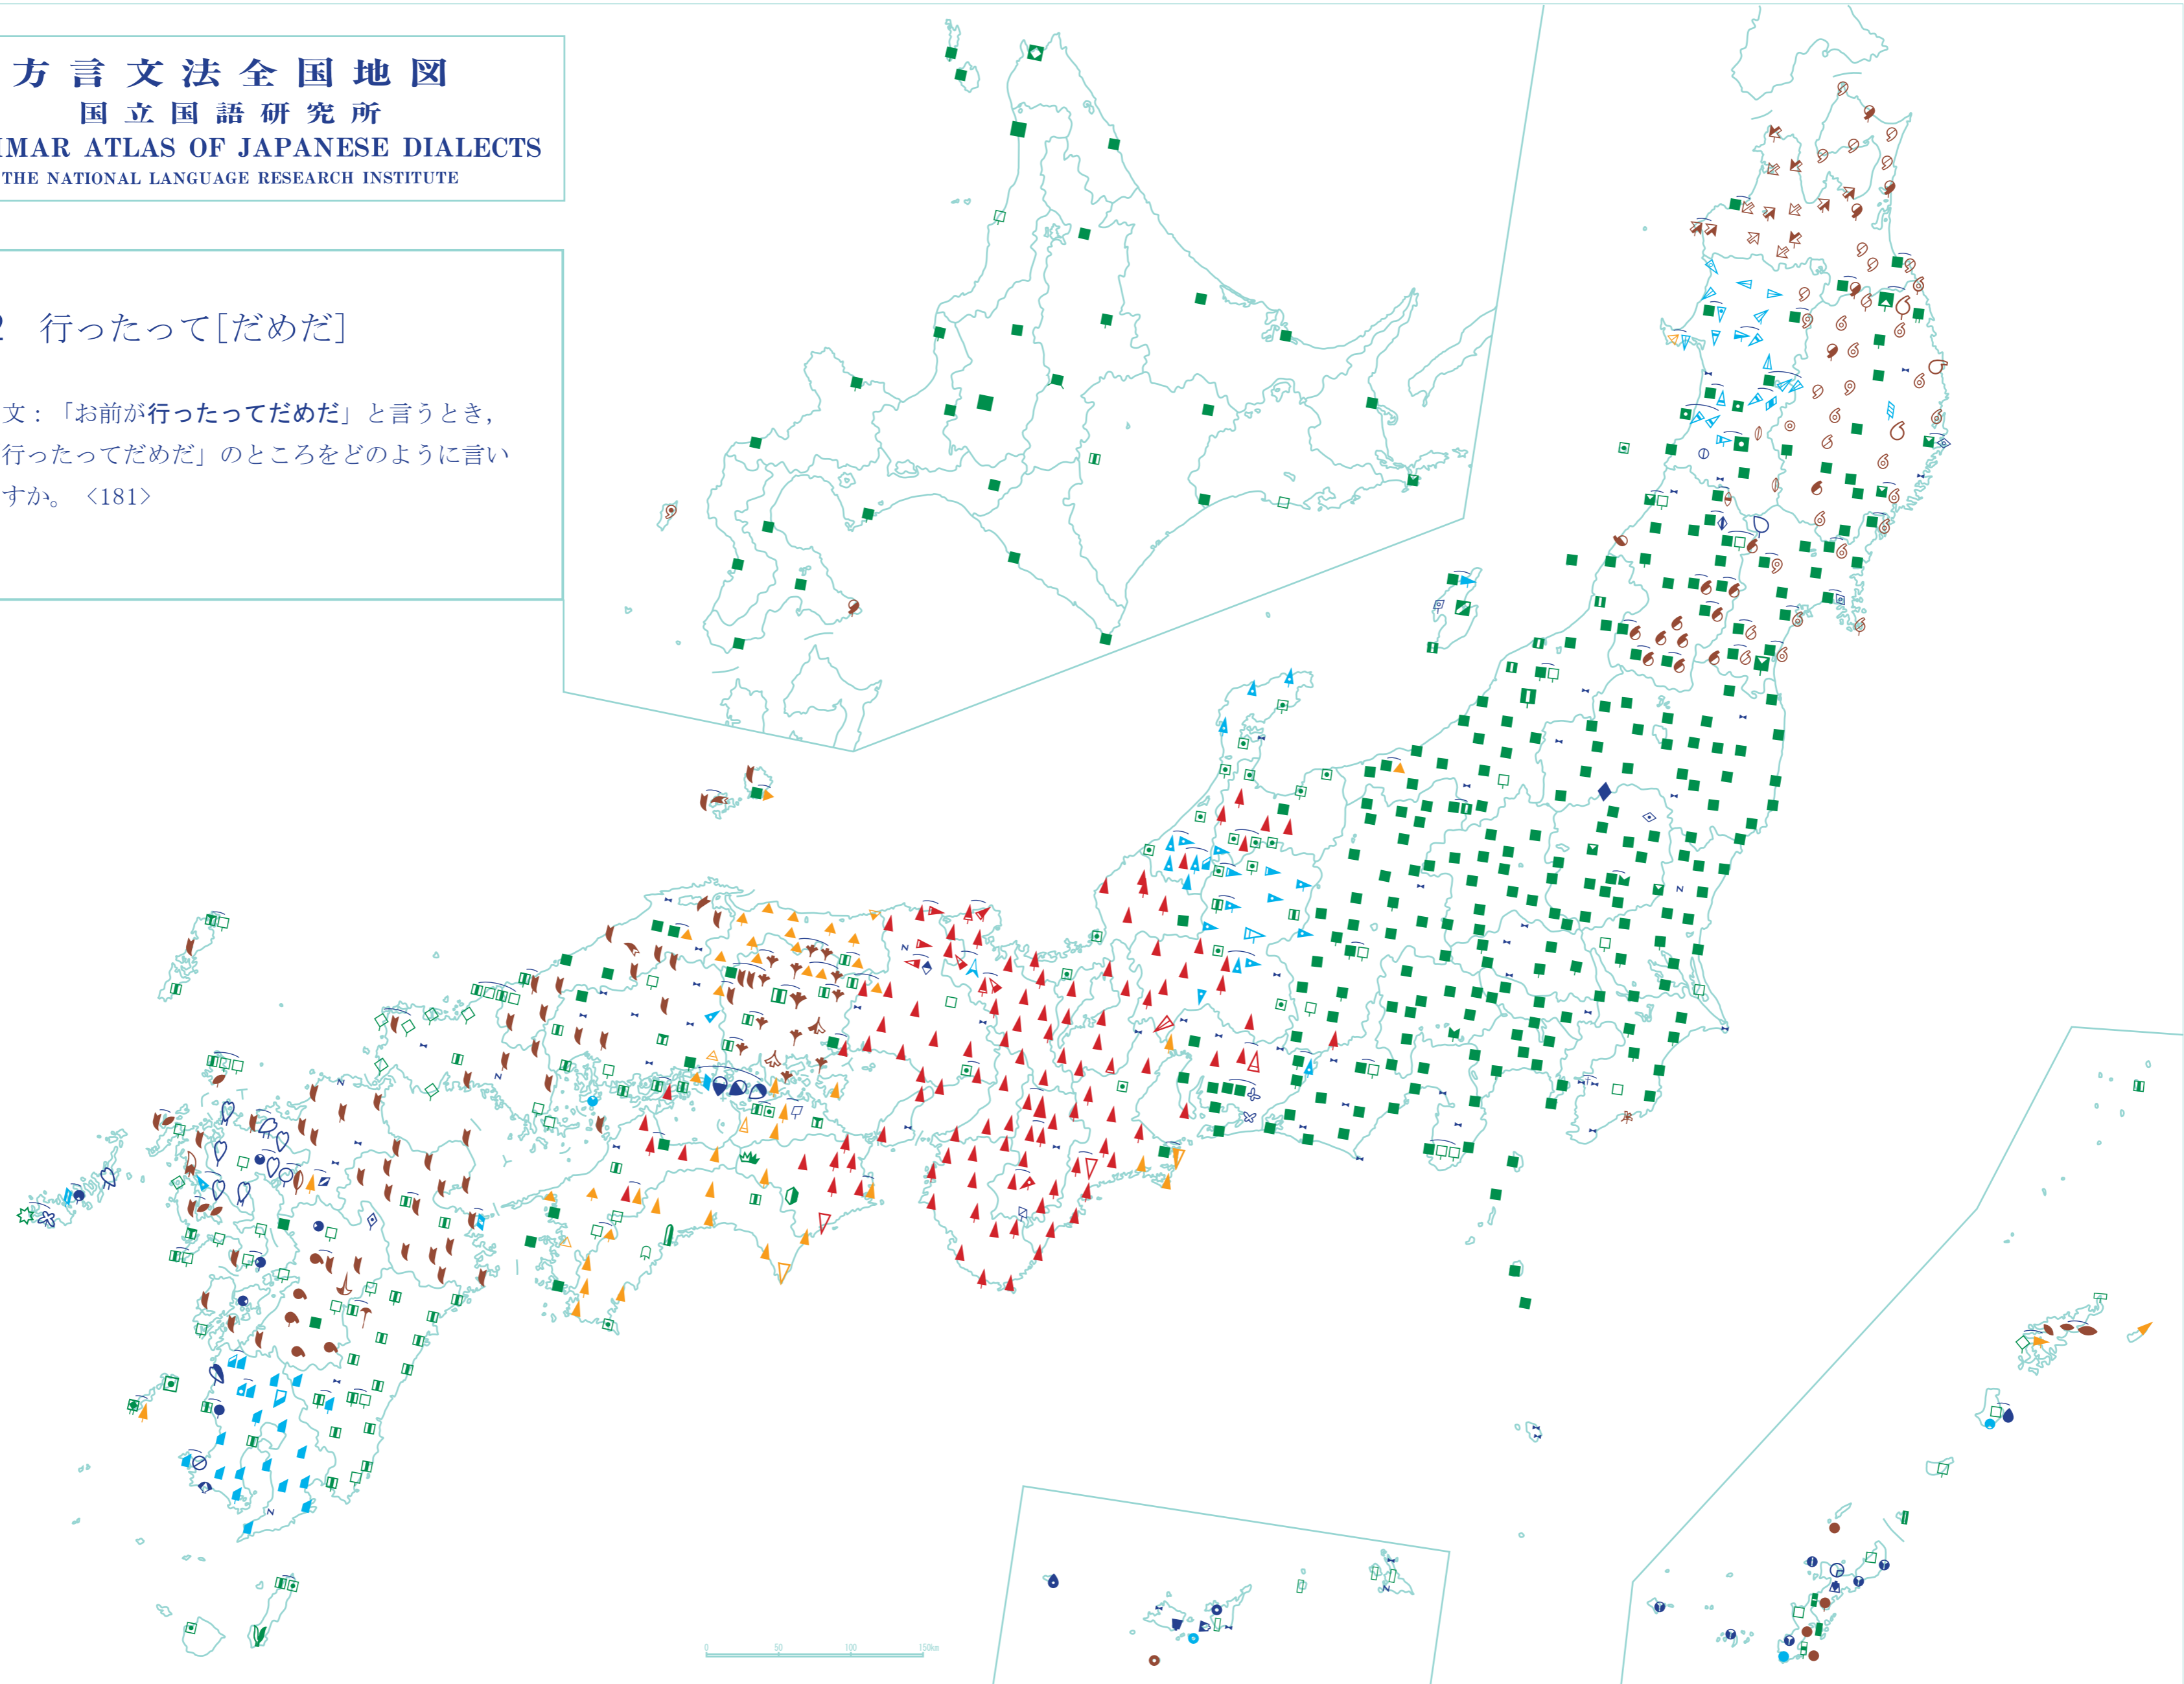 方言文法全国地図
国立国語研究所
MMAR ATLAS OF JAPANESE DIALECTS
THE NATIONAL LANGUAGE RESEARCH INSTITUTE
2 行ったって[だめだ]
文：「お前が行ったってだめだ」と言うとき，
行ったってだめだ」のところをどのように言い
すか。 〈181〉
0 50 100 150km